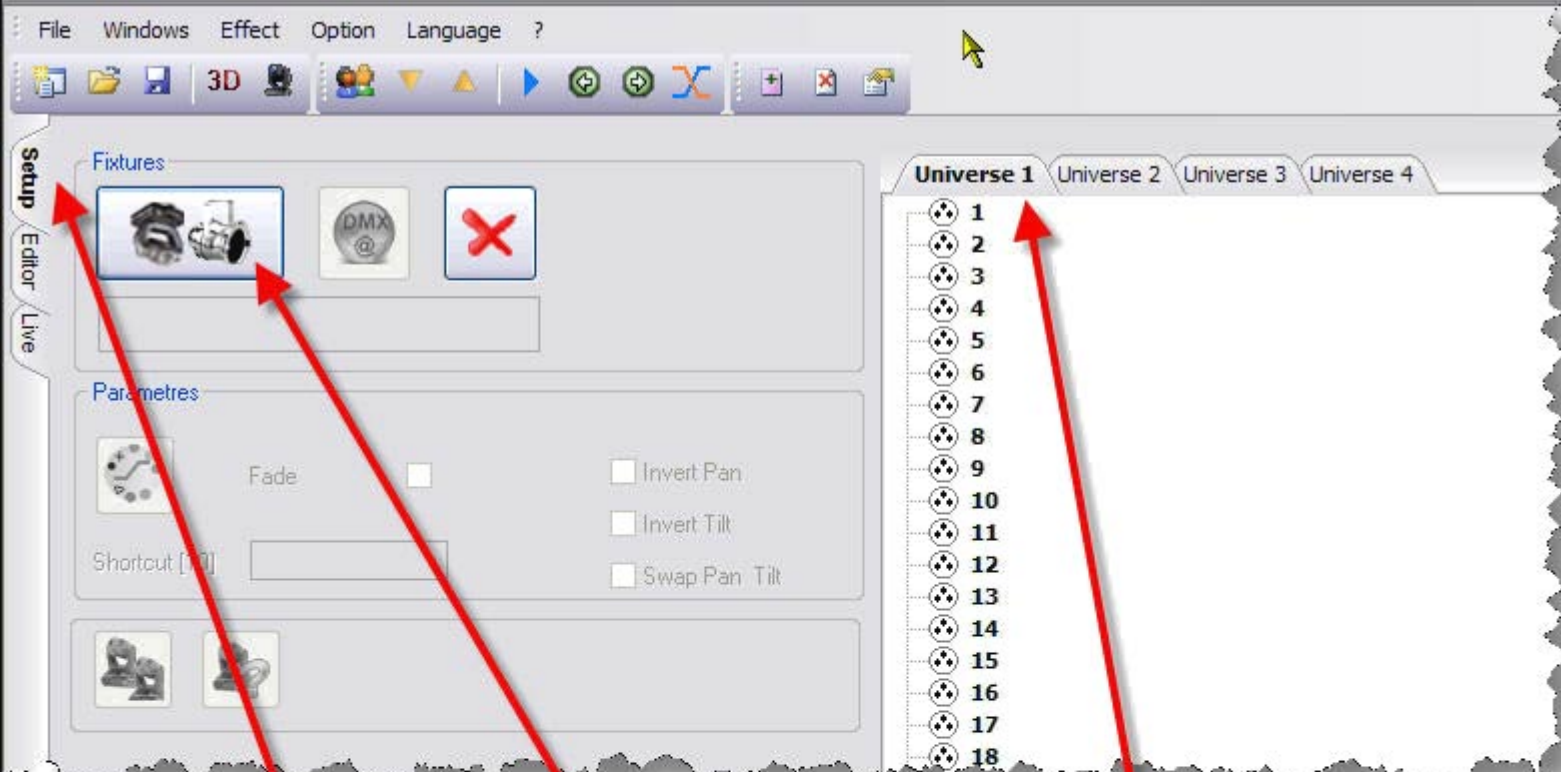 File Windows Effect Option Language ?
3D
Setup
Editor
Live
Fixtures
DMX
@
Parametres
Fade
Invert Pan
Invert Tilt
Shortcut [10]
Swap Pan Tilt
Universe 1 Universe 2 Universe 3 Universe 4
1
2
3
4
5
6
7
8
9
10
11
12
13
14
15
16
17
18